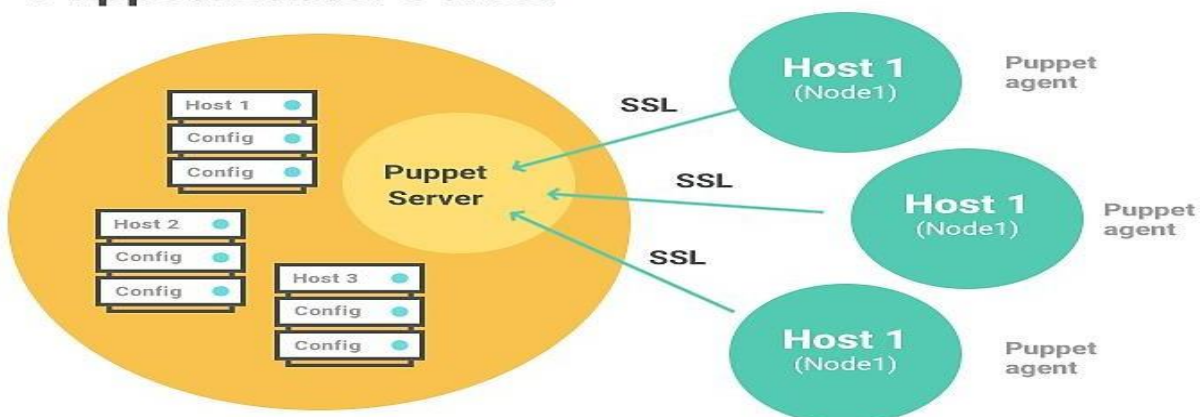 Host 1
Config
Config
Host 2
Config
Config
Host 3
Config
Config
Puppet
Server
SSL
SSL
SSL
Host 1
(Node1)
Puppet
agent
Host 1
(Node1)
Puppet
agent
Host 1
(Node1)
Puppet
agent